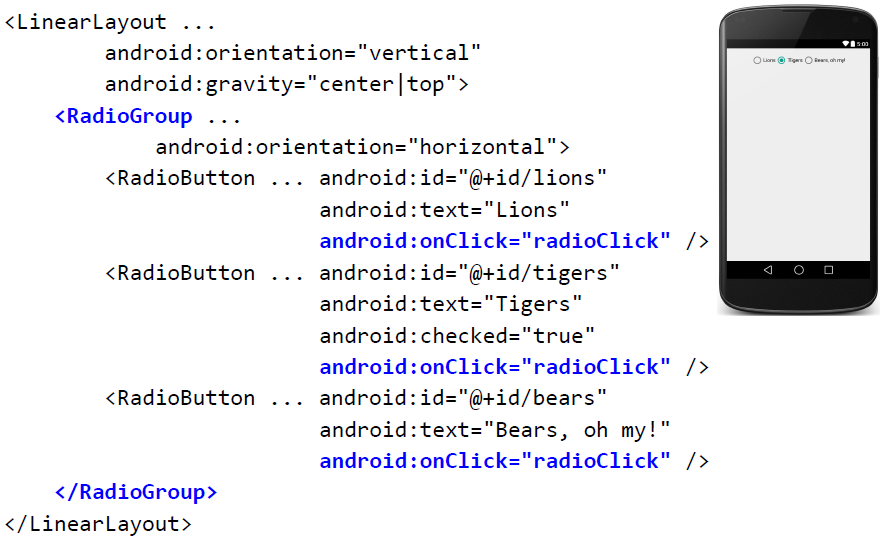 <LinearLayout ...
        android:orientation="vertical"
        android:gravity="center|top">
    <RadioGroup ...
            android:orientation="horizontal">
        <RadioButton ... android:id="@+id/lions"
                         android:text="Lions"
                         android:onClick="radioClick" />
        <RadioButton ... android:id="@+id/tigers"
                         android:text="Tigers"
                         android:checked="true"
                         android:onClick="radioClick" />
        <RadioButton ... android:id="@+id/bears"
                         android:text="Bears, oh my!"
                         android:onClick="radioClick" />
    </RadioGroup>
</LinearLayout>
5:00
Lions Tigers Bears, oh my!